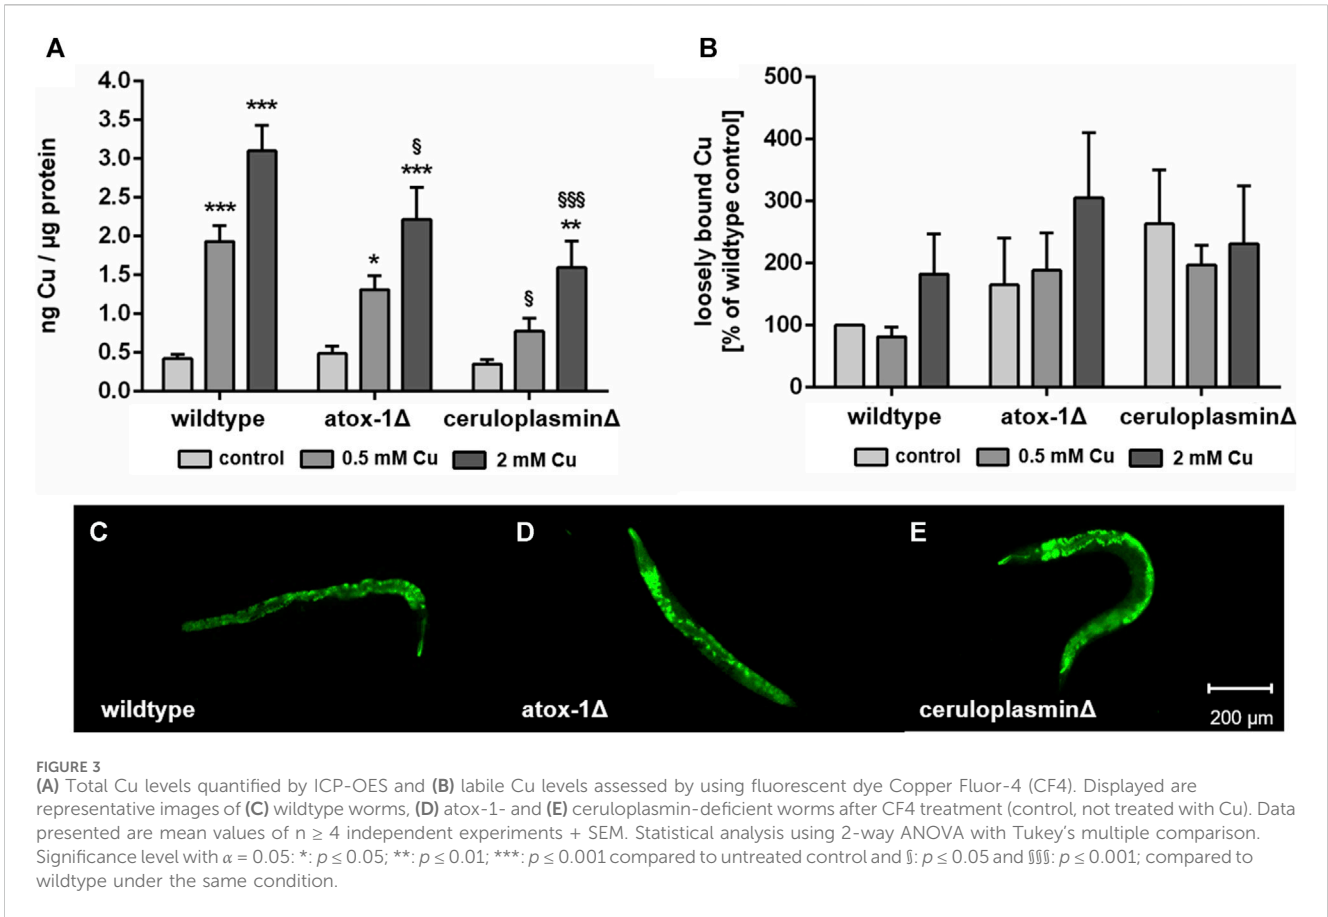 A
ng Cu / µg protein
4.0
3.5
3.0
2.5
2.0
1.5
1.0
0.5
0.0
***
***
*
§
***
§
§§§
**
wildtype atox-1Δ ceruloplasminΔ
control 0.5 mM Cu 2 mM Cu
B
loosely bound Cu
[% of wildtype control]
500
400
300
200
100
0
wildtype atox-1Δ ceruloplasminΔ
control 0.5 mM Cu 2 mM Cu
C
wildtype
D
atox-1Δ
E
ceruloplasminΔ
200 µm
FIGURE 3
(A) Total Cu levels quantified by ICP-OES and (B) labile Cu levels assessed by using fluorescent dye Copper Fluor-4 (CF4). Displayed are
representative images of (C) wildtype worms, (D) atox-1- and (E) ceruloplasmin-deficient worms after CF4 treatment (control, not treated with Cu). Data
presented are mean values of n ≥ 4 independent experiments + SEM. Statistical analysis using 2-way ANOVA with Tukey's multiple comparison.
Significance level with α = 0.05: *: p ≤ 0.05; **: p ≤ 0.01; ***: p ≤ 0.001 compared to untreated control and §: p ≤ 0.05 and §§§: p ≤ 0.001; compared to
wildtype under the same condition.